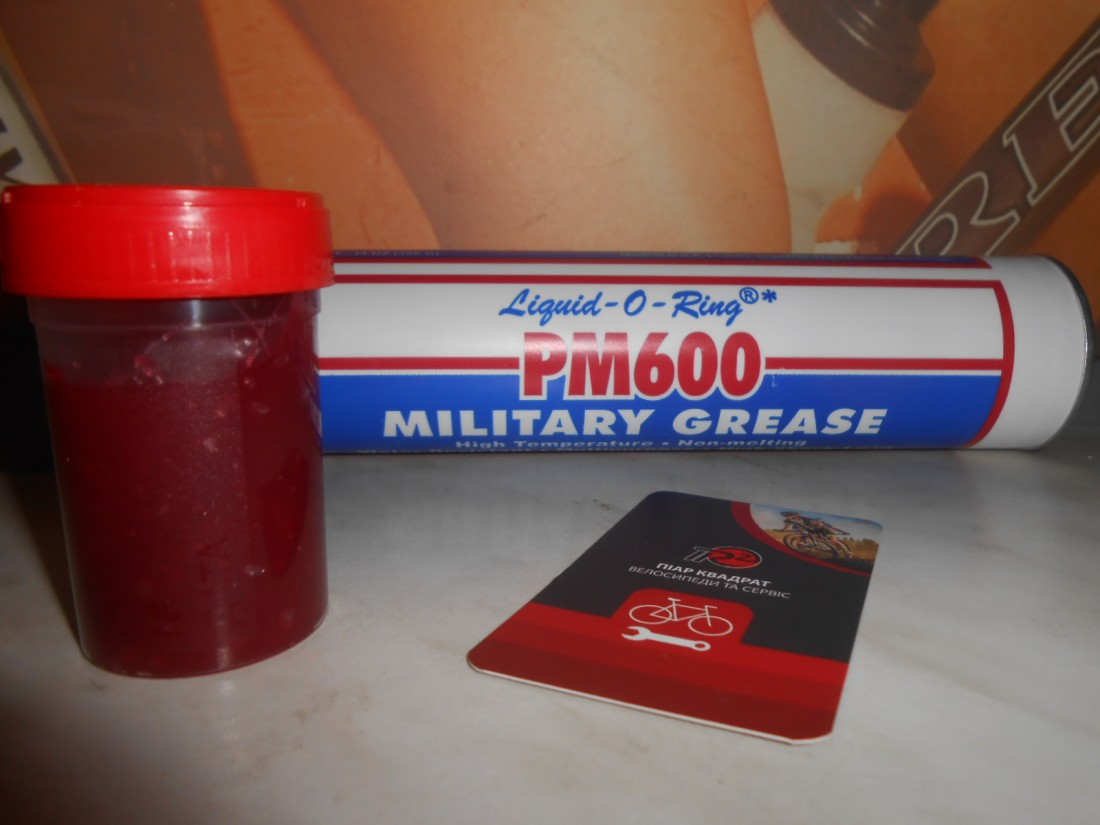 Liquid-O-Ring®*
PM600
MILITARY GREASE
High Temperature • Non-melting
ПІАР КВАДРАТ
ВЕЛОСИПЕДИ ТА СЕРВІС